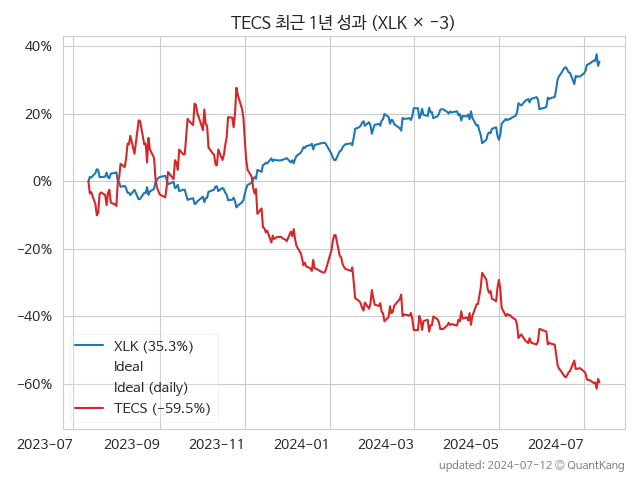 TECS 최근 1년 성과 (XLK × -3)
40%
20%
0%
−20%
−40%
−60%
XLK (35.3%)
Ideal
Ideal (daily)
TECS (-59.5%)
2023-07
2023-09
2023-11
2024-01
2024-03
2024-05
2024-07
updated: 2024-07-12 © QuantKang